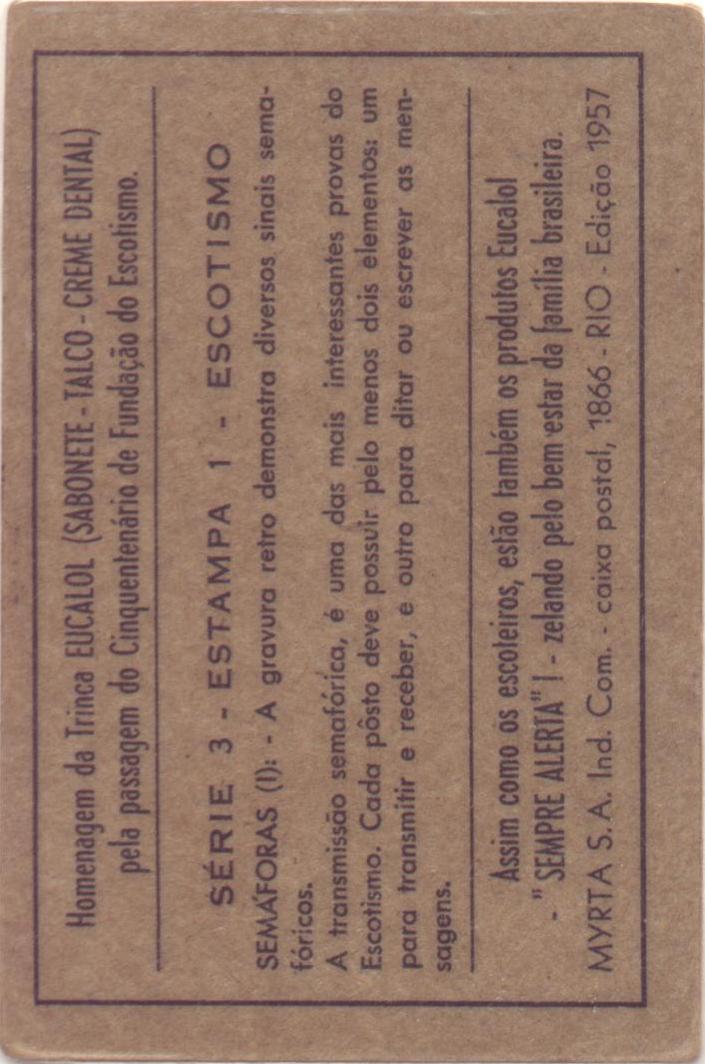 Homenagem da Trinca EUCALOL (SABONETE - TALCO - CREME DENTAL)
pela passagem do Cinquentenário de Fundação do Escotismo.
SÉRIE 3 - ESTAMPA 1 - ESCOTISMO
SEMÁFORAS (I): - A gravura retro demonstra diversos sinais sema-
fóricos.
A transmissão semafórica, é uma das mais interessantes provas do
Escotismo. Cada pôsto deve possuir pelo menos dois elementos: um
para transmitir e receber, e outro para ditar ou escrever as men-
sagens.
Assim como os escoteiros, estão também os produtos Eucalol
- " SEMPRE ALERTA" ! - zelando pelo bem estar da família brasileira.
MYRTA S. A. Ind. Com. - caixa postal, 1866 - RIO - Edição 1957